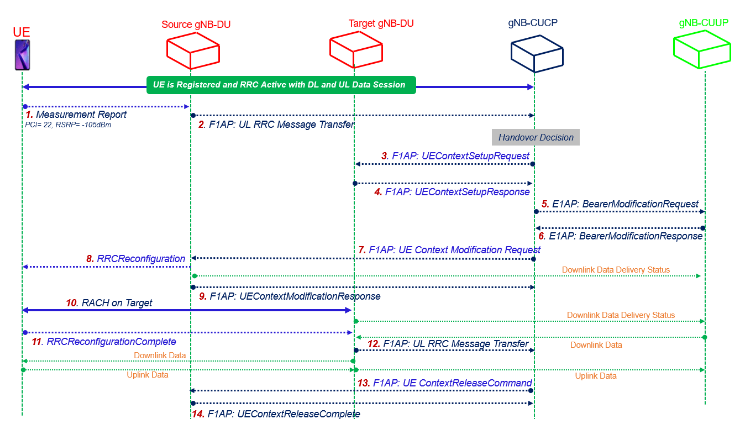 UE
Source gNB-DU
Target gNB-DU
gNB-CUCP
gNB-CUUP
UE is Registered and RRC Active with DL and UL Data Session
1. Measurement Report
PCI= 22, RSRP= -105dBm
2. F1AP: UL RRC Message Transfer
Handover Decision
3. F1AP: UEContextSetupRequest
4. F1AP: UEContextSetupResponse
5. E1AP: BearerModificationRequest
6. E1AP: BearerModificationResponse
7. F1AP: UE Context Modification Request
8. RRCReconfiguration
Downlink Data Delivery Status
9. F1AP: UEContextModificationResponse
10. RACH on Target
Downlink Data Delivery Status
11. RRCReconfigurationComplete
12. F1AP: UL RRC Message Transfer
Downlink Data
Downlink Data
Uplink Data
Uplink Data
13. F1AP: UE ContextReleaseCommand
14. F1AP: UEContextReleaseComplete